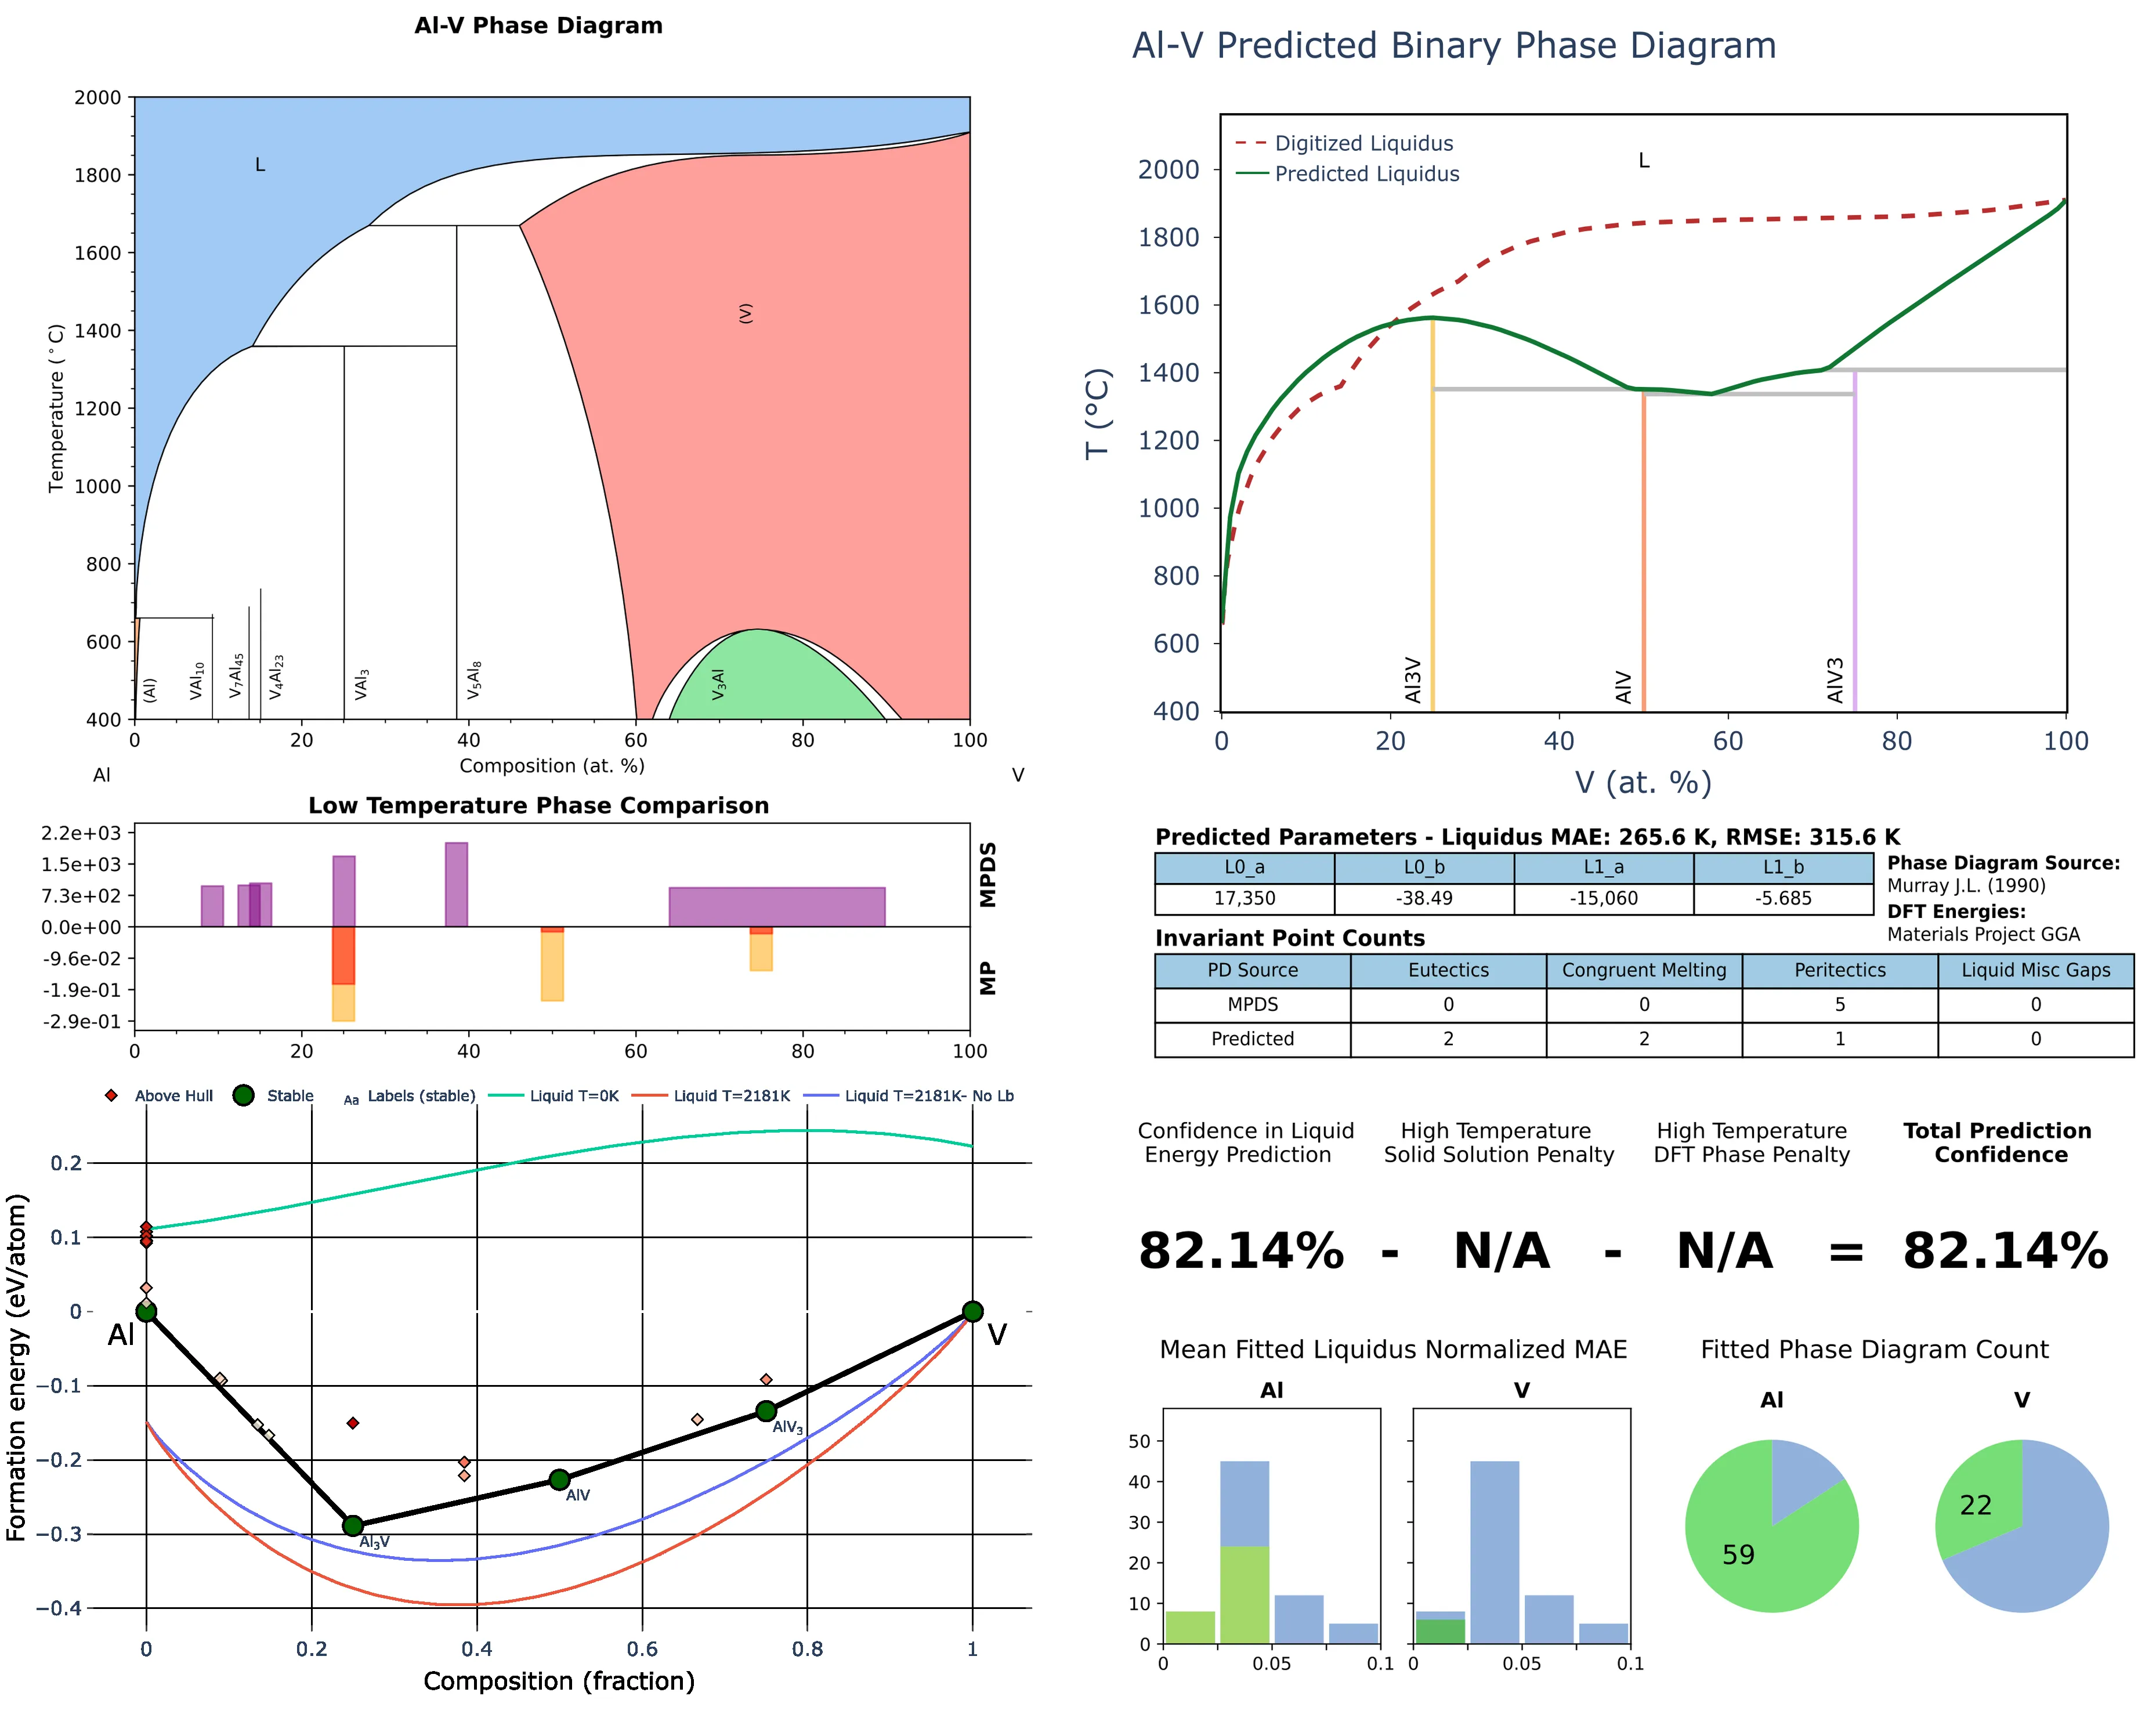 Al-V Phase Diagram
2000
1800
1600
1400
1200
1000
800
600
400
Temperature (°C)
L
(V)
(Al)
VAl₁₀
V₇Al₄₅
V₄Al₂₃
VAl₃
V₅Al₈
V₃Al
0 20 40 60 80 100
Composition (at. %)
Al V
Low Temperature Phase Comparison
2.2e+03
1.5e+03
7.3e+02
0.0e+00
-9.6e-02
-1.9e-01
-2.9e-01
MPDS
MP
0 20 40 60 80 100
Above Hull Stable Aa Labels (stable) Liquid T=0K Liquid T=2181K Liquid T=2181K- No Lb
0.2
0.1
0
−0.1
−0.2
−0.3
−0.4
Formation energy (eV/atom)
Al
V
Al₃V
AlV
AlV₃
0 0.2 0.4 0.6 0.8 1
Composition (fraction)
Al-V Predicted Binary Phase Diagram
Digitized Liquidus
Predicted Liquidus
L
2000
1800
1600
1400
1200
1000
800
600
400
T (°C)
Al3V
AlV
AlV3
0 20 40 60 80 100
V (at. %)
Predicted Parameters - Liquidus MAE: 265.6 K, RMSE: 315.6 K
L0_a L0_b L1_a L1_b
17,350 -38.49 -15,060 -5.685
Phase Diagram Source:
Murray J.L. (1990)
DFT Energies:
Materials Project GGA
Invariant Point Counts
PD Source Eutectics Congruent Melting Peritectics Liquid Misc Gaps
MPDS 0 0 5 0
Predicted 2 2 1 0
Confidence in Liquid
Energy Prediction
High Temperature
Solid Solution Penalty
High Temperature
DFT Phase Penalty
Total Prediction
Confidence
82.14% - N/A - N/A = 82.14%
Mean Fitted Liquidus Normalized MAE
Al V
50
40
30
20
10
0
0 0.05 0.1 0 0.05 0.1
Fitted Phase Diagram Count
Al V
59
22